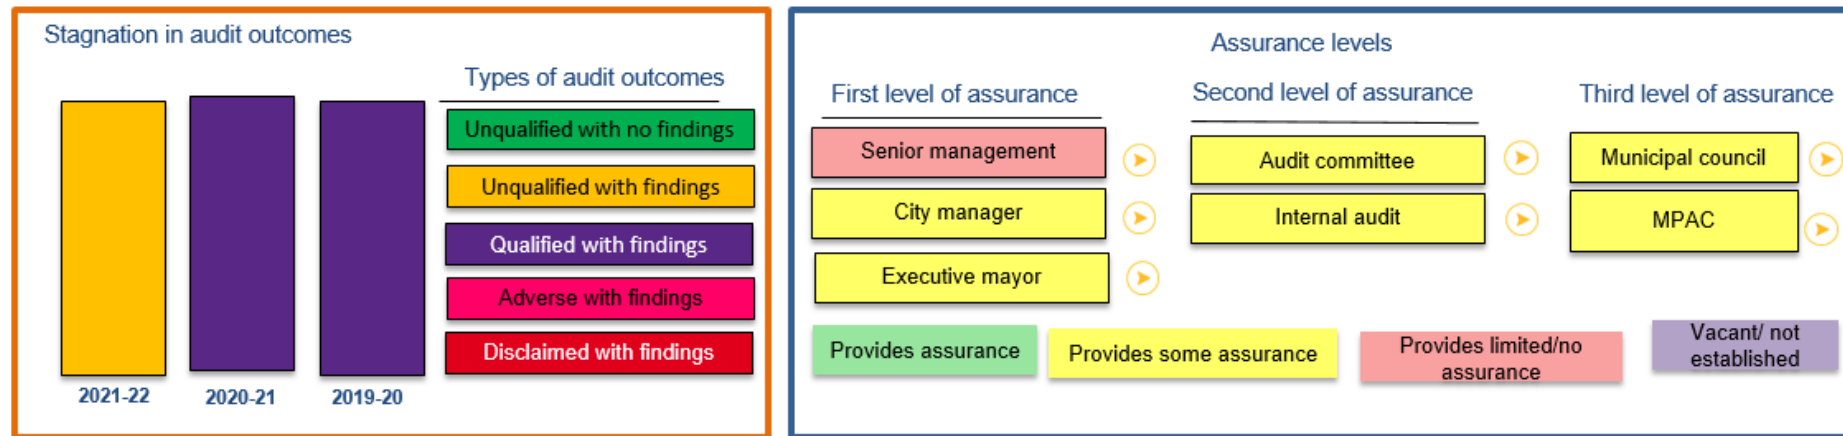 Stagnation in audit outcomes
Types of audit outcomes
Unqualified with no findings
Unqualified with findings
Qualified with findings
Adverse with findings
Disclaimed with findings
2021-22
2020-21
2019-20
Assurance levels
First level of assurance
Senior management
City manager
Executive mayor
Second level of assurance
Audit committee
Internal audit
Third level of assurance
Municipal council
MPAC
Provides assurance
Provides some assurance
Provides limited/no
assurance
Vacant/ not
established